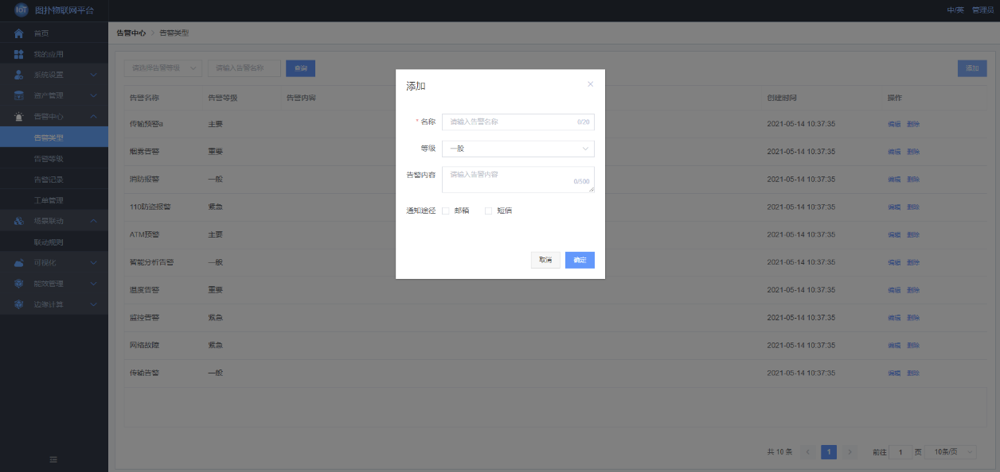 IOT 图扑物联网平台
中/英 管理员
首页
我的应用
系统设置
资产管理
告警中心
告警类型
告警等级
告警记录
工单管理
场景联动
联动规则
可视化
能效管理
边缘计算
告警中心 > 告警类型
请选择告警等级 请输入告警名称 查询 添加
告警名称 告警等级 告警内容 创建时间 操作
传输预警a 主要 2021-05-14 10:37:35 编辑 删除
烟雾告警 重要 2021-05-14 10:37:35 编辑 删除
消防报警 一般 2021-05-14 10:37:35 编辑 删除
110防盗报警 紧急 2021-05-14 10:37:35 编辑 删除
ATM预警 主要 2021-05-14 10:37:35 编辑 删除
智能分析告警 一般 2021-05-14 10:37:35 编辑 删除
温度告警 重要 2021-05-14 10:37:35 编辑 删除
监控告警 紧急 2021-05-14 10:37:35 编辑 删除
网络故障 紧急 2021-05-14 10:37:35 编辑 删除
传输告警 一般 2021-05-14 10:37:35 编辑 删除
共 10 条 < 1 > 前往 1 页 10条/页
添加
* 名称 请输入告警名称 0/20
等级 一般
告警内容 请输入告警内容 0/500
通知途径 邮箱 短信
取消 确定